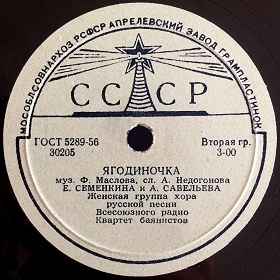 МОСОБЛСОВНАРХОЗ РСФСР АПРЕЛЕВСКИЙ ЗАВОД ГРАМПЛАСТИНОК
СССР
ГОСТ 5289-56 Вторая гр.
30205 3-00
ЯГОДИНОЧКА
муз. Ф. Маслова, сл. А. Недогонова
Е. СЕМЕНКИНА и А. САВЕЛЬЕВА
Женская группа хора
русской песни
Всесоюзного радио
Квартет баянистов